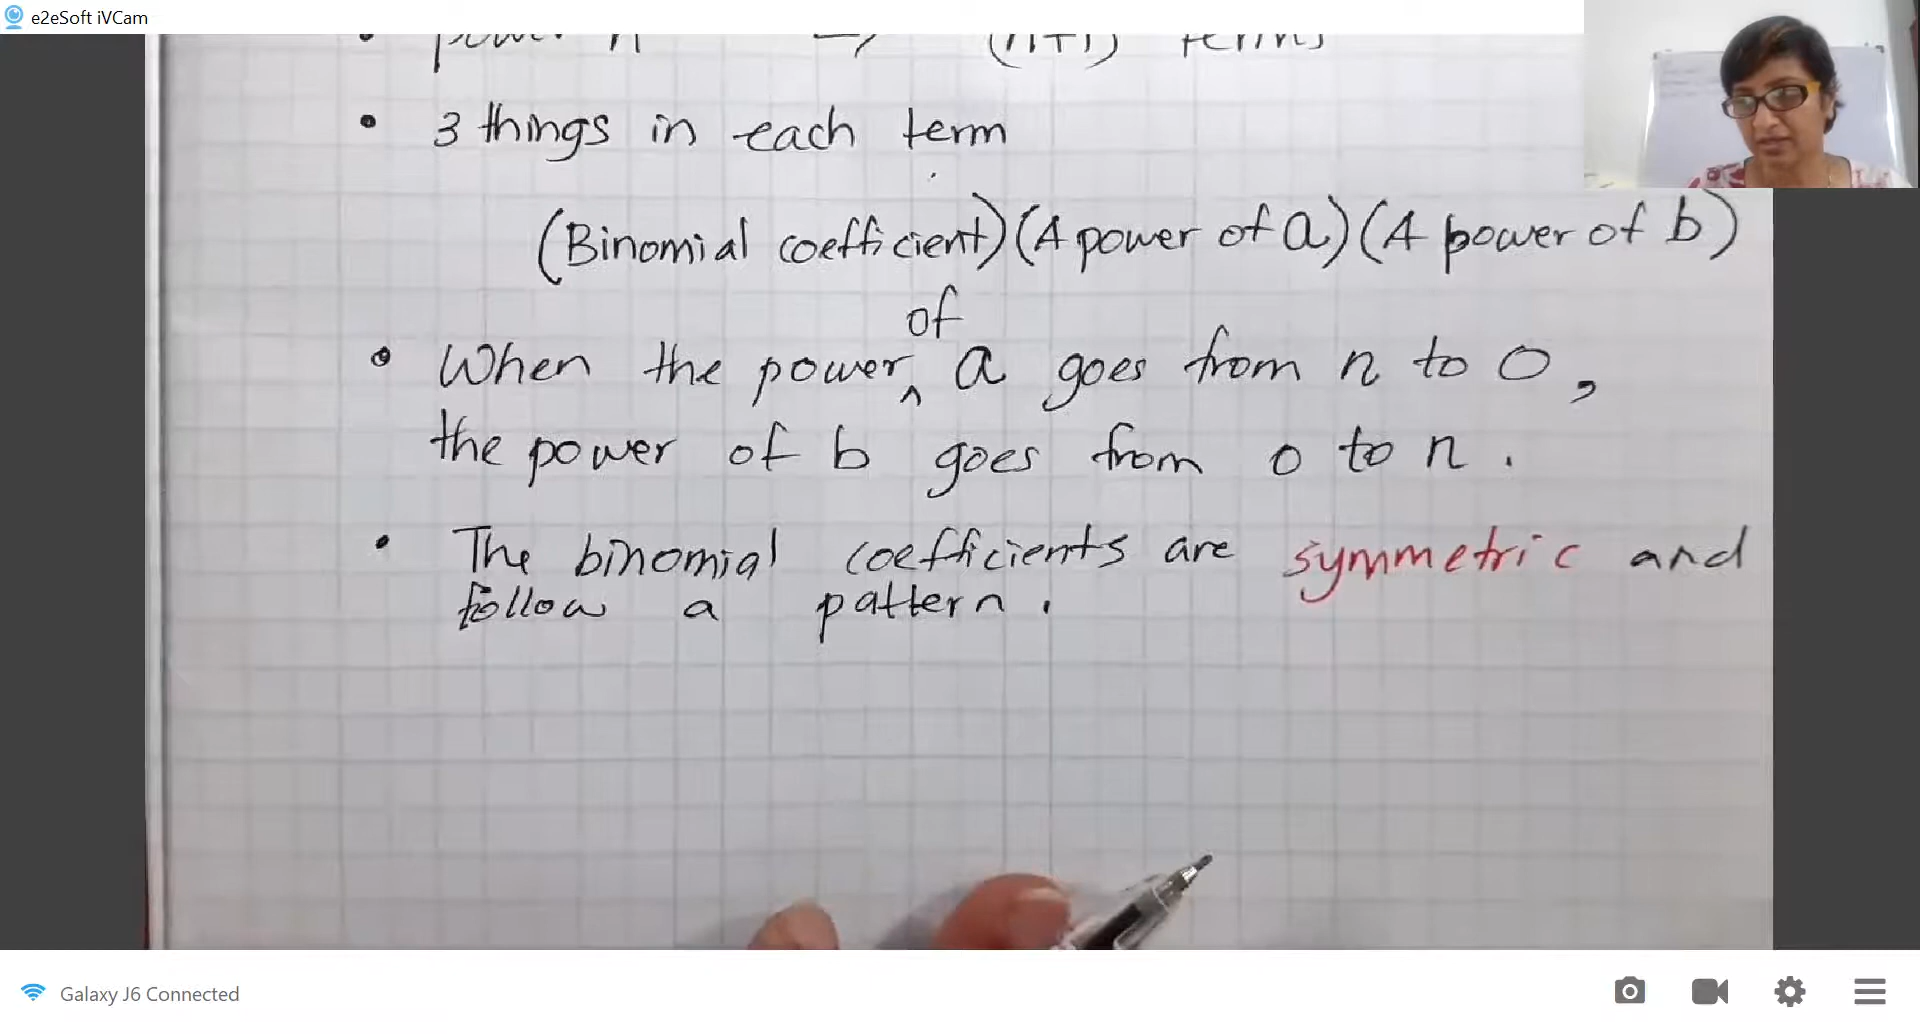 e2eSoft iVCam
• power n → (n+1) terms
• 3 things in each term
(Binomial coefficient)(A power of a)(A power of b)
of
• When the power ‸ a goes from n to 0,
the power of b goes from 0 to n.
• The binomial coefficients are symmetric and
follow a pattern.
Galaxy J6 Connected